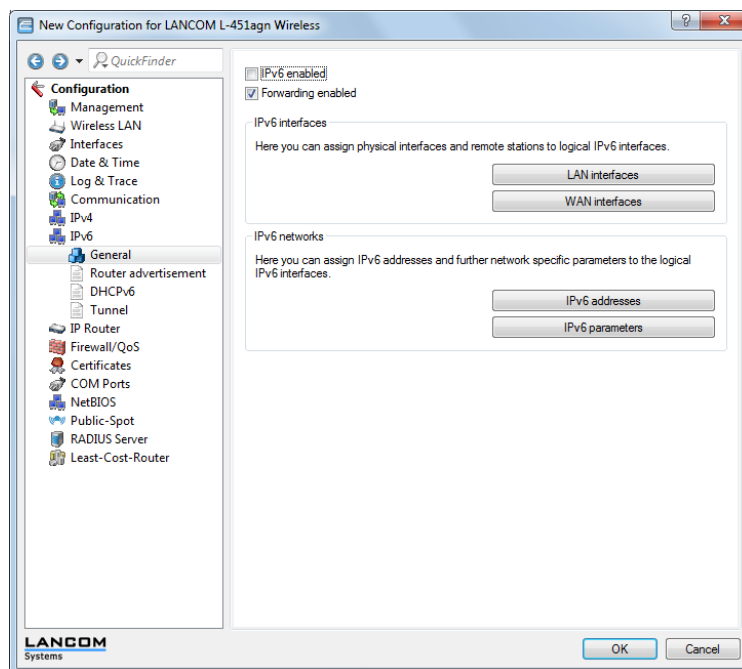 New Configuration for LANCOM L-451agn Wireless
QuickFinder
Configuration
Management
Wireless LAN
Interfaces
Date & Time
Log & Trace
Communication
IPv4
IPv6
General
Router advertisement
DHCPv6
Tunnel
IP Router
Firewall/QoS
Certificates
COM Ports
NetBIOS
Public-Spot
RADIUS Server
Least-Cost-Router
IPv6 enabled
Forwarding enabled
IPv6 interfaces
Here you can assign physical interfaces and remote stations to logical IPv6 interfaces.
LAN interfaces
WAN interfaces
IPv6 networks
Here you can assign IPv6 addresses and further network specific parameters to the logical
IPv6 interfaces.
IPv6 addresses
IPv6 parameters
LANCOM
Systems
OK
Cancel